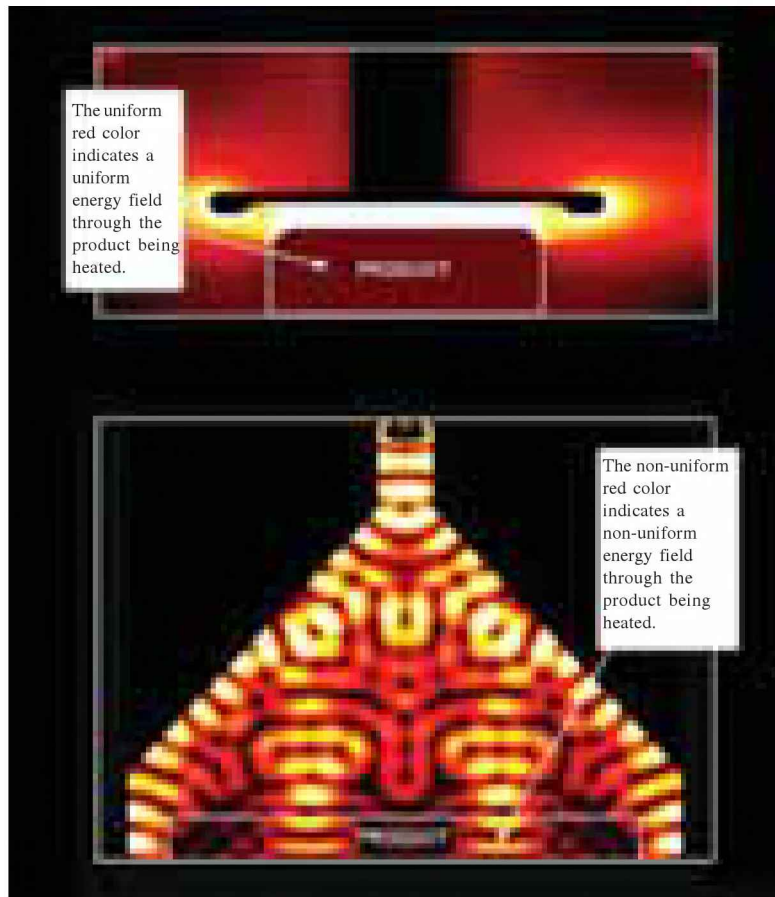 The uniform
red color
indicates a
uniform
energy field
through the
product being
heated.
PRODUCT
The non-uniform
red color
indicates a
non-uniform
energy field
through the
product being
heated.